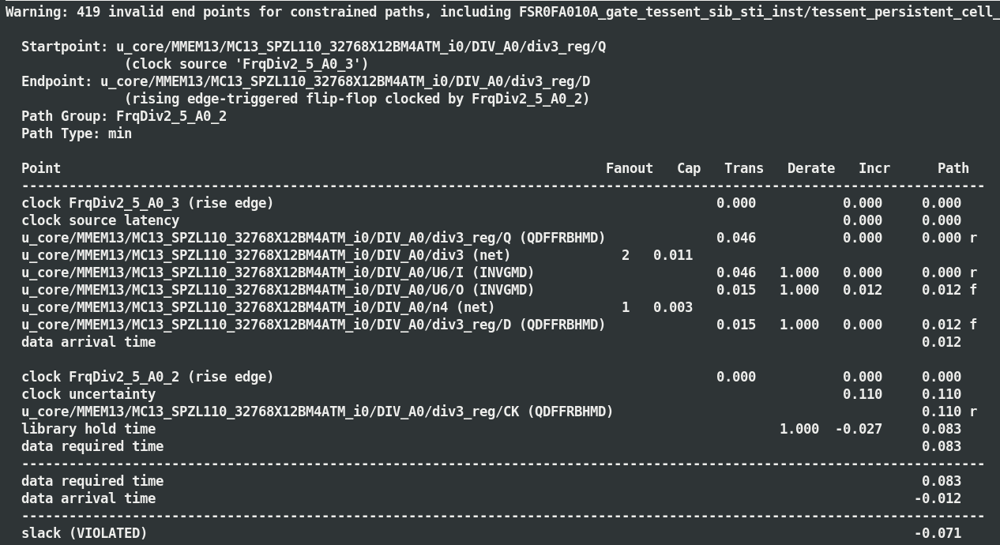 Warning: 419 invalid end points for constrained paths, including FSR0FA010A_gate_tessent_sib_sti_inst/tessent_persistent_cell_
Startpoint: u_core/MMEM13/MC13_SPZL110_32768X12BM4ATM_i0/DIV_A0/div3_reg/Q
(clock source 'FrqDiv2_5_A0_3')
Endpoint: u_core/MMEM13/MC13_SPZL110_32768X12BM4ATM_i0/DIV_A0/div3_reg/D
(rising edge-triggered flip-flop clocked by FrqDiv2_5_A0_2)
Path Group: FrqDiv2_5_A0_2
Path Type: min
Point Fanout Cap Trans Derate Incr Path
--------------------------------------------------------------------------------------------------------------------------
clock FrqDiv2_5_A0_3 (rise edge) 0.000 0.000 0.000
clock source latency 0.000 0.000
u_core/MMEM13/MC13_SPZL110_32768X12BM4ATM_i0/DIV_A0/div3_reg/Q (QDFFRBHMD) 0.046 0.000 0.000 r
u_core/MMEM13/MC13_SPZL110_32768X12BM4ATM_i0/DIV_A0/div3 (net) 2 0.011
u_core/MMEM13/MC13_SPZL110_32768X12BM4ATM_i0/DIV_A0/U6/I (INVGMD) 0.046 1.000 0.000 0.000 r
u_core/MMEM13/MC13_SPZL110_32768X12BM4ATM_i0/DIV_A0/U6/O (INVGMD) 0.015 1.000 0.012 0.012 f
u_core/MMEM13/MC13_SPZL110_32768X12BM4ATM_i0/DIV_A0/n4 (net) 1 0.003
u_core/MMEM13/MC13_SPZL110_32768X12BM4ATM_i0/DIV_A0/div3_reg/D (QDFFRBHMD) 0.015 1.000 0.000 0.012 f
data arrival time 0.012
clock FrqDiv2_5_A0_2 (rise edge) 0.000 0.000 0.000
clock uncertainty 0.110 0.110
u_core/MMEM13/MC13_SPZL110_32768X12BM4ATM_i0/DIV_A0/div3_reg/CK (QDFFRBHMD) 0.110 r
library hold time 1.000 -0.027 0.083
data required time 0.083
--------------------------------------------------------------------------------------------------------------------------
data required time 0.083
data arrival time -0.012
--------------------------------------------------------------------------------------------------------------------------
slack (VIOLATED) -0.071